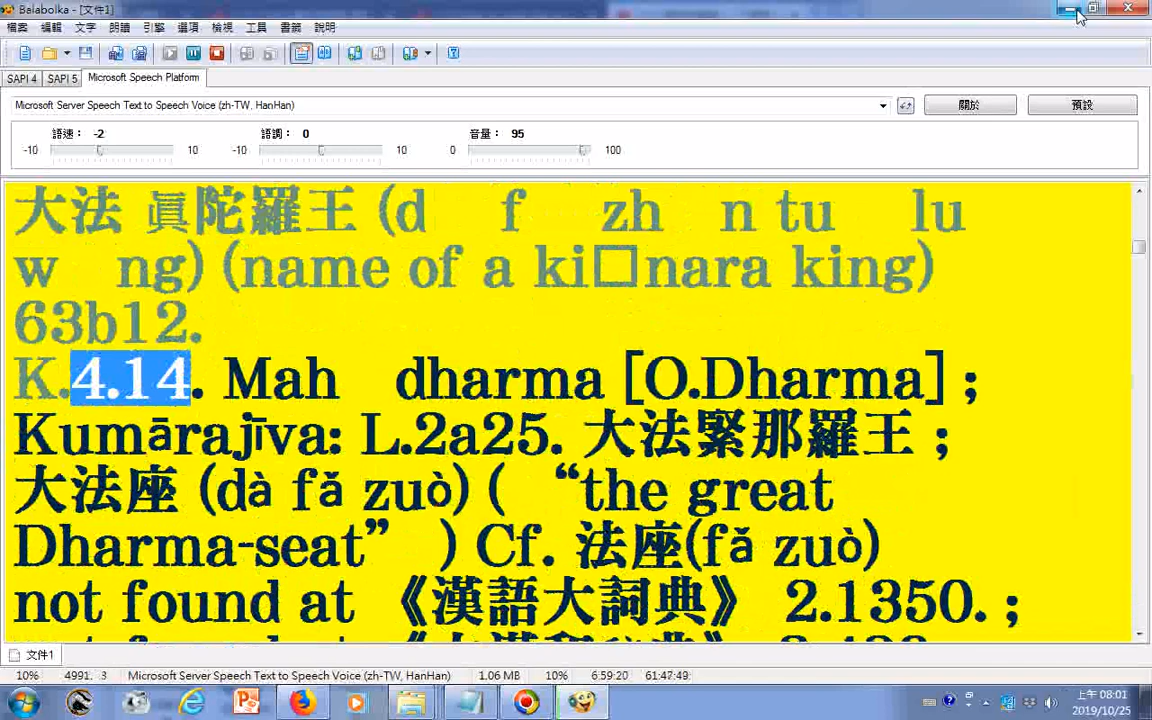 Balabolka - [文件1]
檔案 編輯 文字 朗讀 引擎 選項 檢視 工具 書籤 說明
SAPI 4 SAPI 5 Microsoft Speech Platform
Microsoft Server Speech Text to Speech Voice (zh-TW, HanHan) 關於 預設
語速： -2 語調： 0 音量： 95
-10 10 -10 10 0 100
大法 眞陀羅王 (d f zh n tu lu
w ng) (name of a ki□nara king)
63b12.
K.4.14. Mah dharma [O.Dharma] ;
Kumārajīva: L.2a25. 大法緊那羅王 ;
大法座 (dà fǎ zuò) ( “the great
Dharma-seat” ) Cf. 法座(fǎ zuò)
not found at 《漢語大詞典》 2.1350. ;
文件1
10% 4991, 3 Microsoft Server Speech Text to Speech Voice (zh-TW, HanHan) 1.06 MB 10% 6:59:20 61:47:49
上午 08:01
2019/10/25